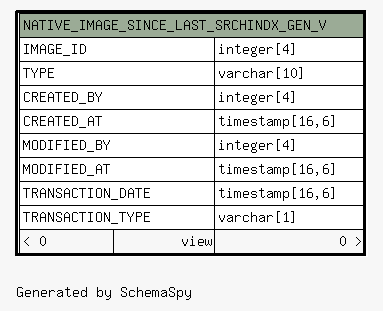 NATIVE_IMAGE_SINCE_LAST_SRCHINDX_GEN_V
IMAGE_ID integer[4]
TYPE varchar[10]
CREATED_BY integer[4]
CREATED_AT timestamp[16,6]
MODIFIED_BY integer[4]
MODIFIED_AT timestamp[16,6]
TRANSACTION_DATE timestamp[16,6]
TRANSACTION_TYPE varchar[1]
< 0 view 0 >
Generated by SchemaSpy